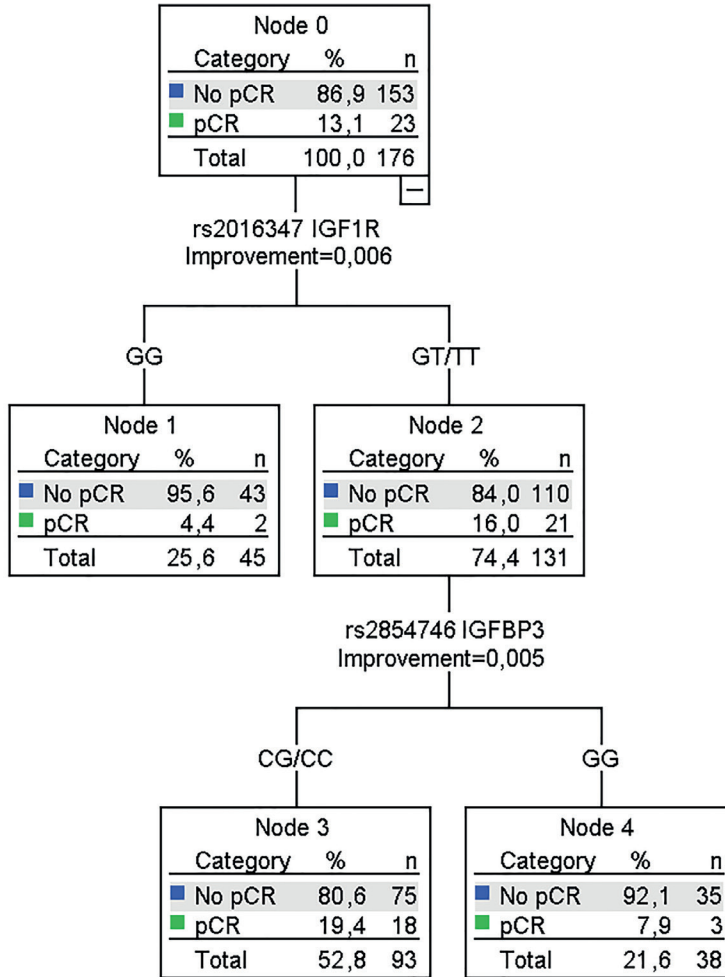 Node 0
Category % n
No pCR 86,9 153
pCR 13,1 23
Total 100,0 176
rs2016347 IGF1R
Improvement=0,006
GG
GT/TT
Node 1
Category % n
No pCR 95,6 43
pCR 4,4 2
Total 25,6 45
Node 2
Category % n
No pCR 84,0 110
pCR 16,0 21
Total 74,4 131
rs2854746 IGFBP3
Improvement=0,005
CG/CC
GG
Node 3
Category % n
No pCR 80,6 75
pCR 19,4 18
Total 52,8 93
Node 4
Category % n
No pCR 92,1 35
pCR 7,9 3
Total 21,6 38